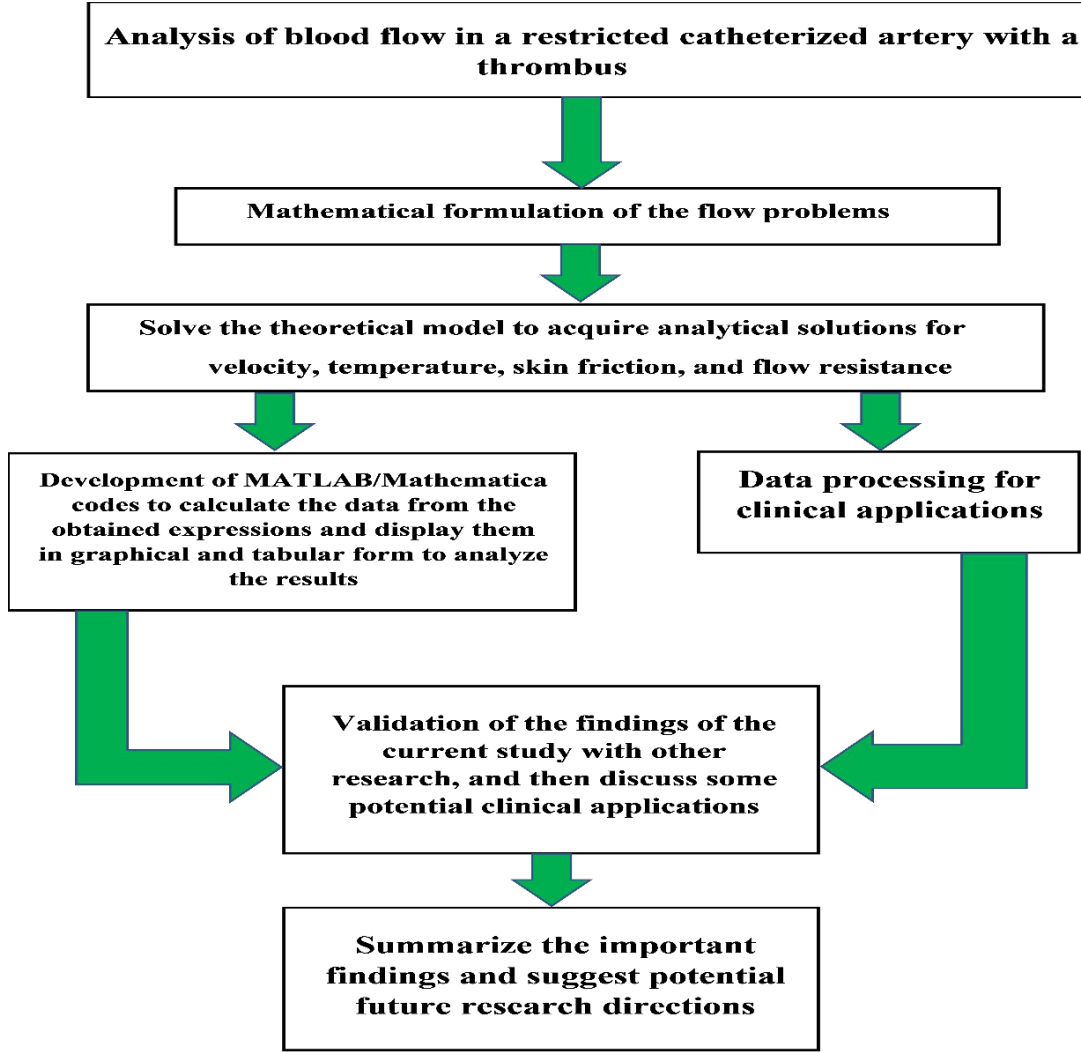 Analysis of blood flow in a restricted catheterized artery with a
thrombus
Mathematical formulation of the flow problems
Solve the theoretical model to acquire analytical solutions for
velocity, temperature, skin friction, and flow resistance
Development of MATLAB/Mathematica
codes to calculate the data from the
obtained expressions and display them
in graphical and tabular form to analyze
the results
Data processing for
clinical applications
Validation of the findings of the
current study with other
research, and then discuss some
potential clinical applications
Summarize the important
findings and suggest potential
future research directions